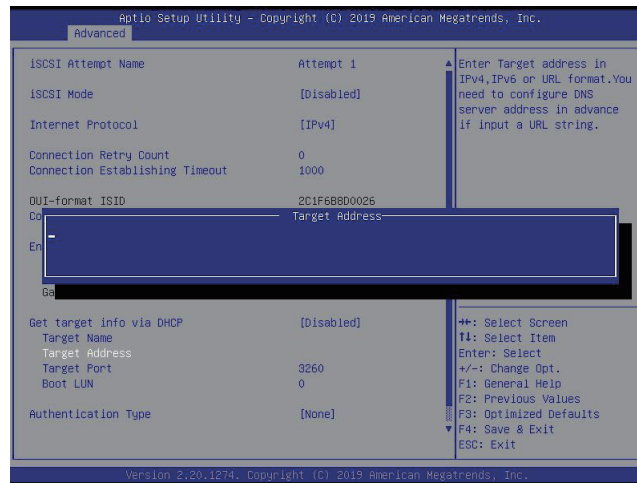 Aptio Setup Utility – Copyright (C) 2019 American Megatrends, Inc.
Advanced
iSCSI Attempt Name Attempt 1
iSCSI Mode [Disabled]
Internet Protocol [IPv4]
Connection Retry Count 0
Connection Establishing Timeout 1000
OUI-format ISID 2C1F6B8D0026
Co
Target Address
En
Ga
Get target info via DHCP [Disabled]
Target Name
Target Address
Target Port 3260
Boot LUN 0
Authentication Type [None]
Enter Target address in
IPv4,IPv6 or URL format.You
need to configure DNS
server address in advance
if input a URL string.
→←: Select Screen
↑↓: Select Item
Enter: Select
+/-: Change Opt.
F1: General Help
F2: Previous Values
F3: Optimized Defaults
F4: Save & Exit
ESC: Exit
Version 2.20.1274. Copyright (C) 2019 American Megatrends, Inc.